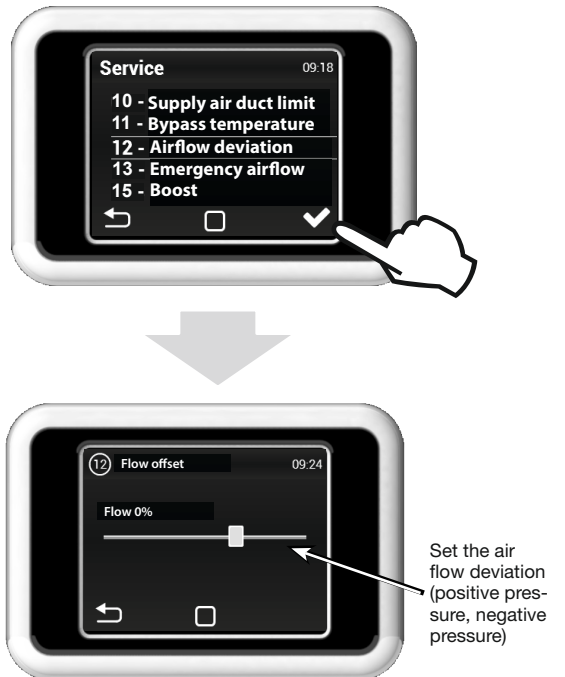 Service 09:18
10 - Supply air duct limit
11 - Bypass temperature
12 - Airflow deviation
13 - Emergency airflow
15 - Boost
12 Flow offset 09:24
Flow 0%
Set the air
flow deviation
(positive pres-
sure, negative
pressure)